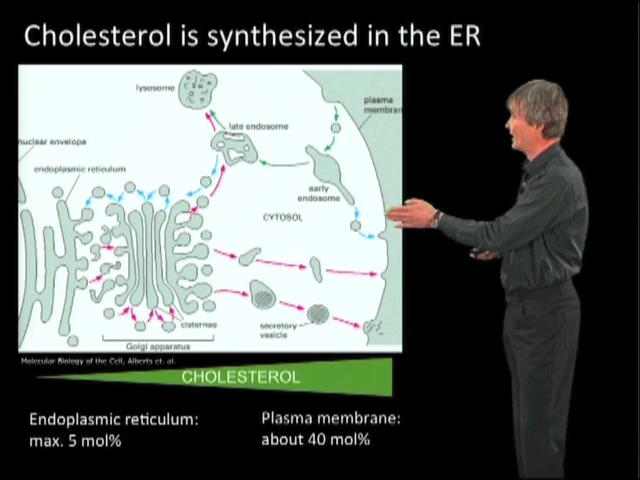 Cholesterol is synthesized in the ER
lysosome
plasma
membran
late endosome
nuclear envelope
endoplasmic reticulum
early
endosome
CYTOSOL
cisternae
secretory
vesicle
Golgi apparatus
Molecular Biology of the Cell, Alberts et. al.
CHOLESTEROL
Endoplasmic reticulum:
max. 5 mol%
Plasma membrane:
about 40 mol%